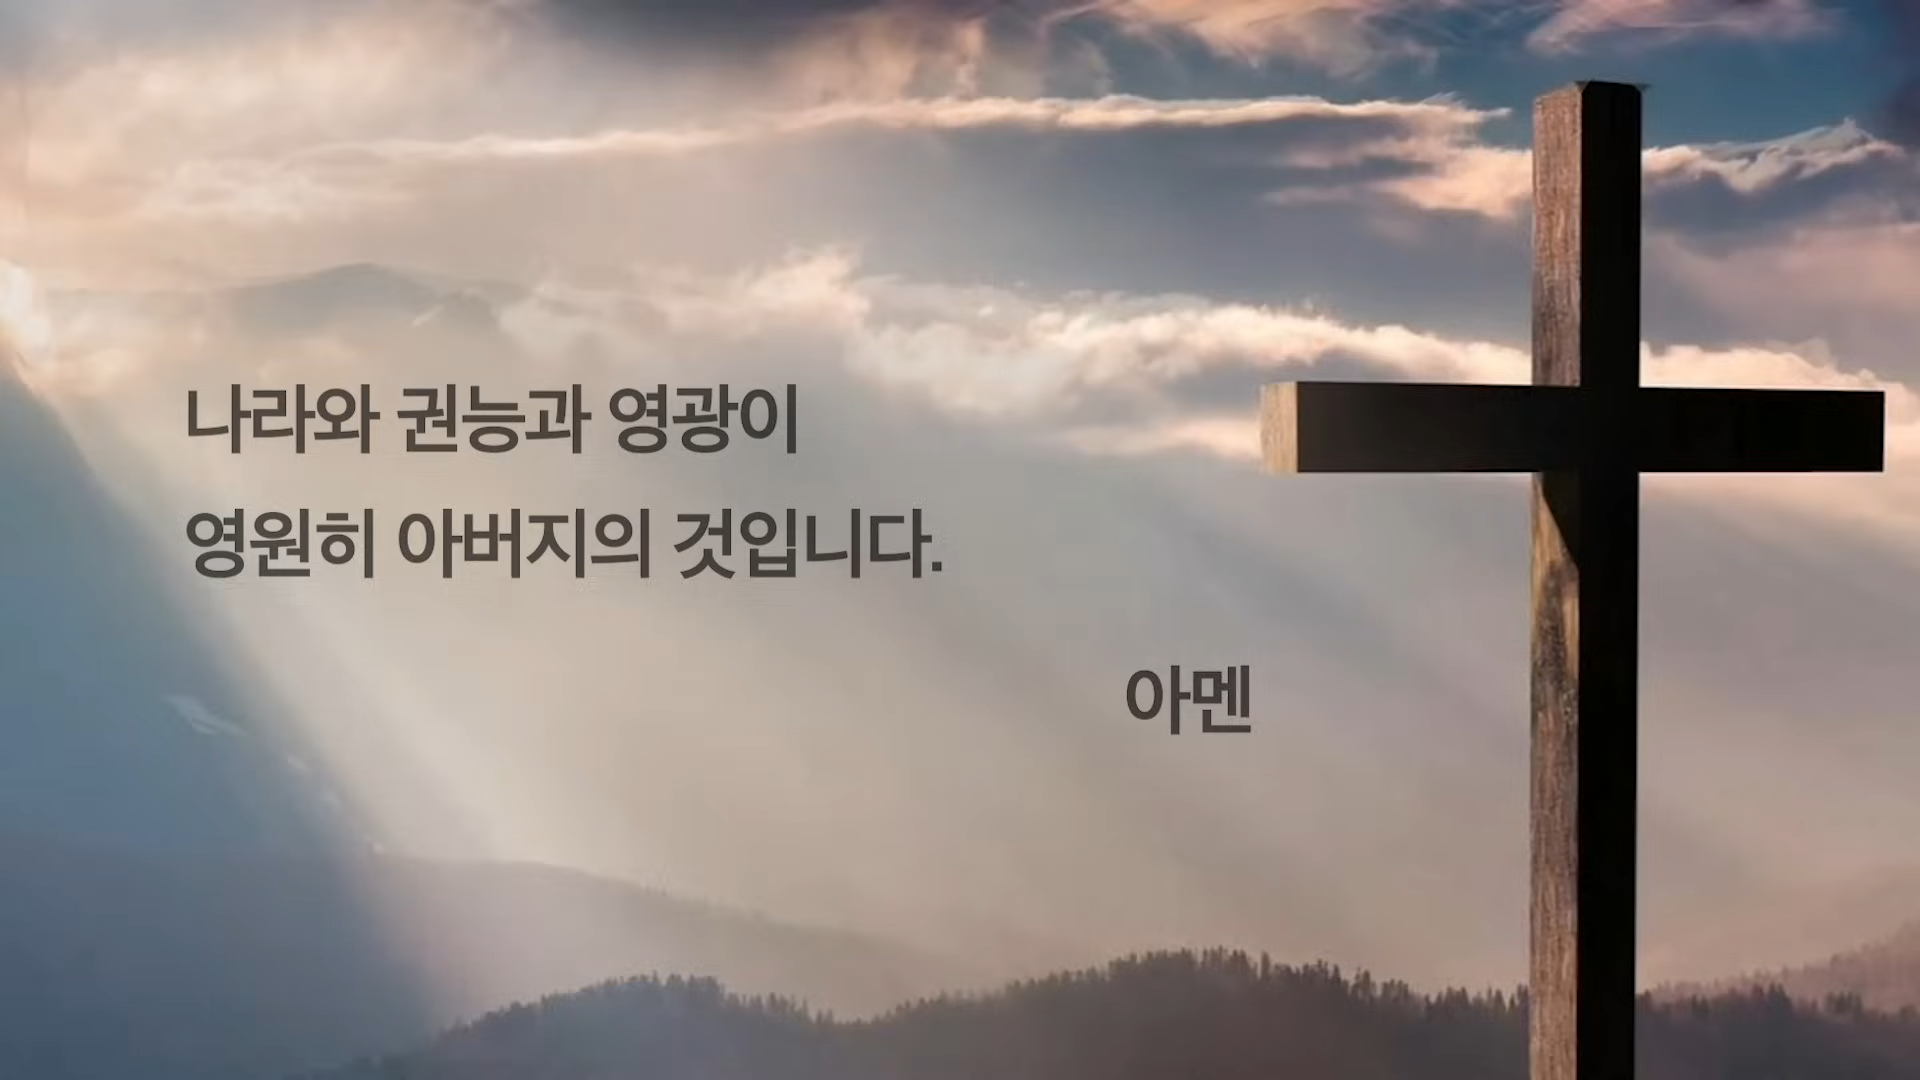 나라와 권능과 영광이
영원히 아버지의 것입니다.
아멘